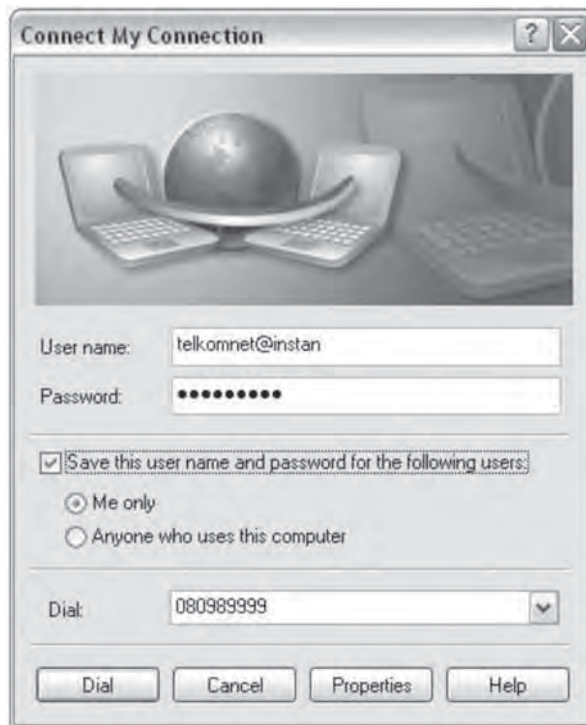 Connect My Connection
User name: telkomnet@instan
Password: •••••••••
Save this user name and password for the following users:
Me only
Anyone who uses this computer
Dial: 080989999
Dial Cancel Properties Help